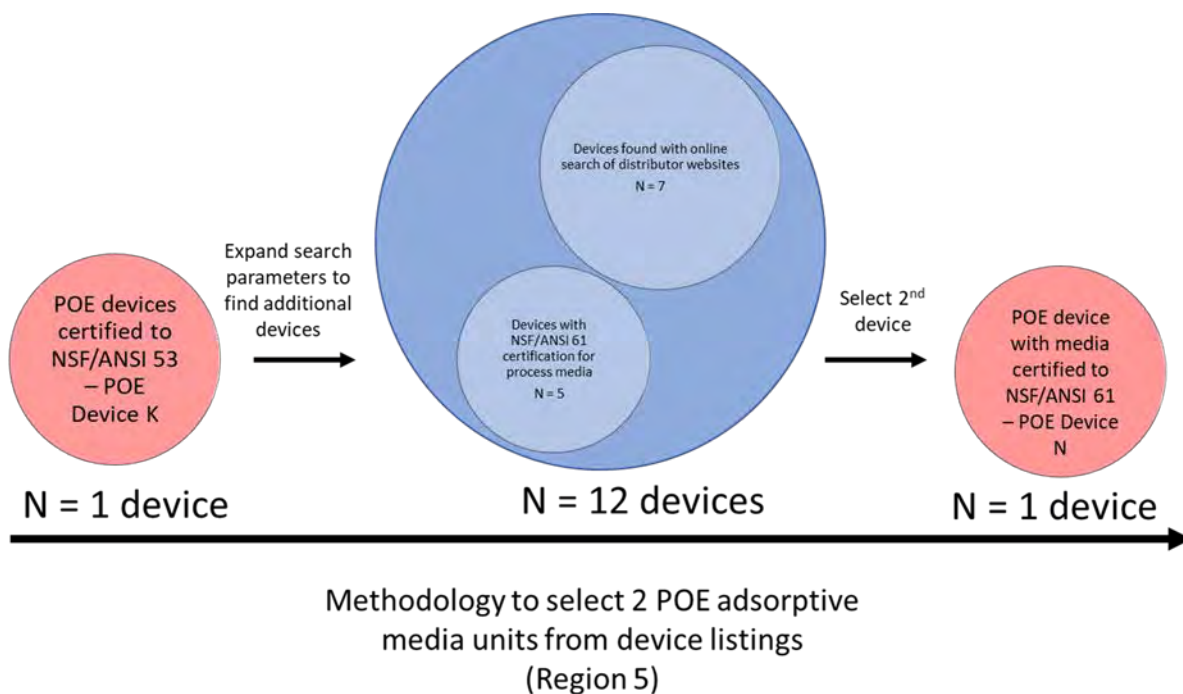 POE devices
certified to
NSF/ANSI 53
– POE
Device K
N = 1 device
Expand search
parameters to
find additional
devices
Devices found with online
search of distributor websites
N = 7
Devices with
NSF/ANSI 61
certification for
process media
N = 5
N = 12 devices
Select 2nd
device
POE device
with media
certified to
NSF/ANSI 61
– POE Device
N
N = 1 device
Methodology to select 2 POE adsorptive
media units from device listings
(Region 5)